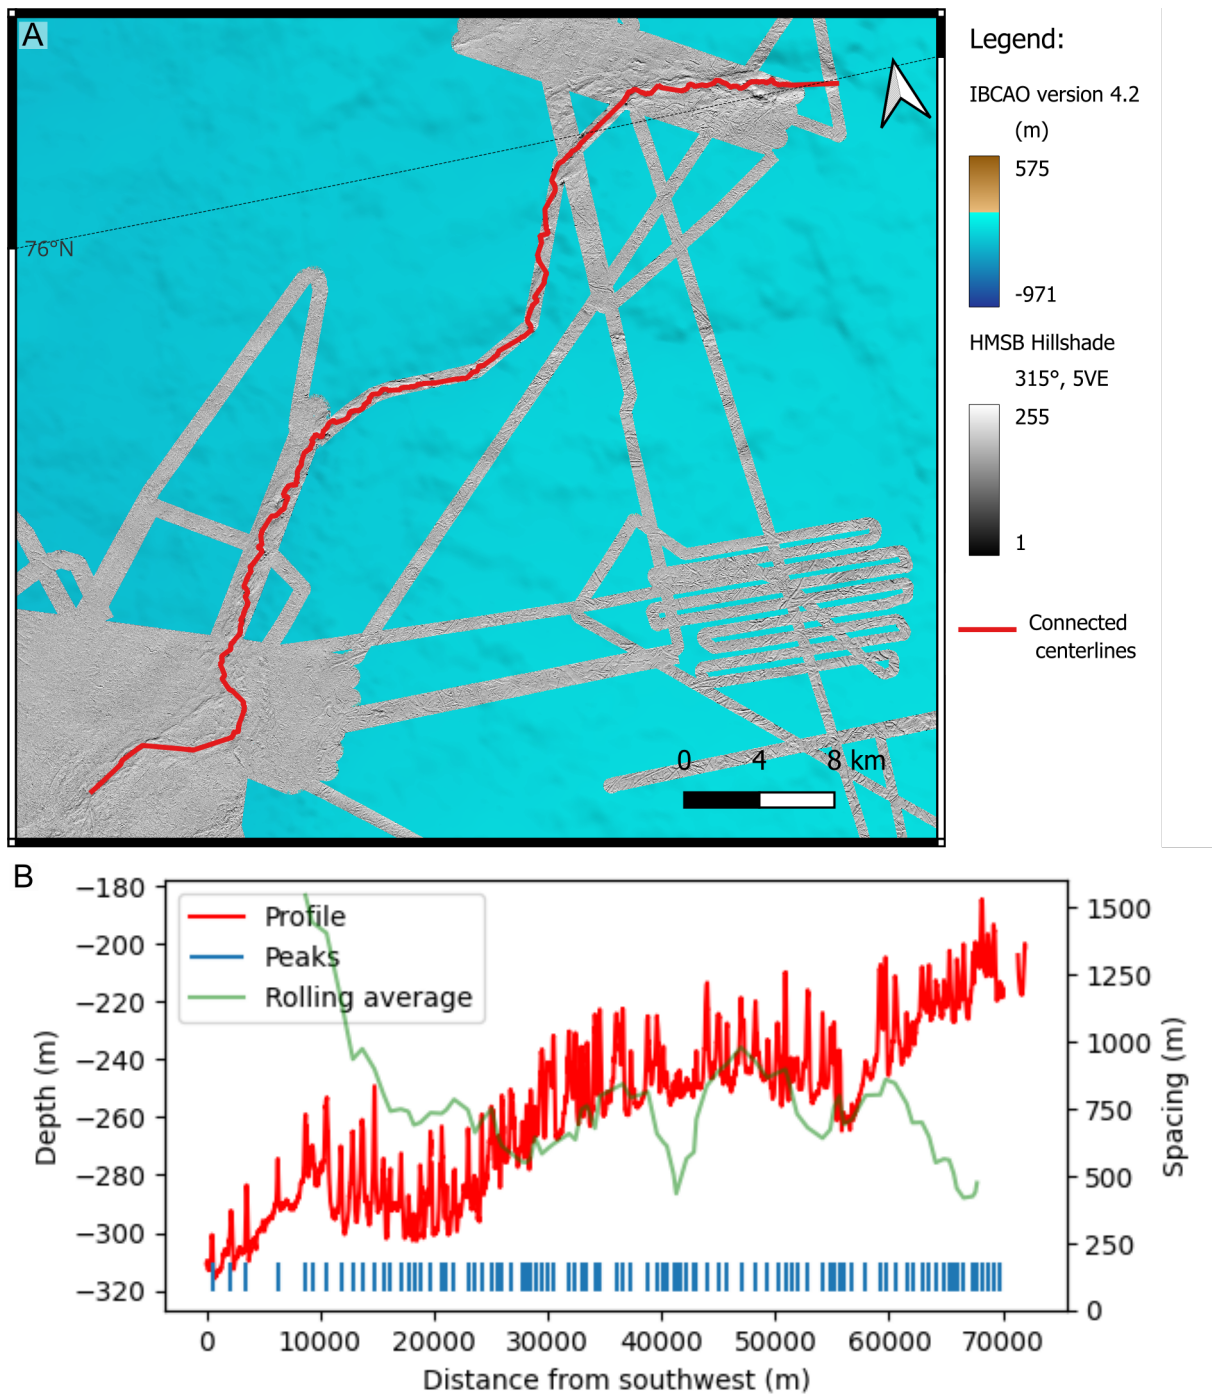 A
76°N
0 4 8 km
Legend:
IBCAO version 4.2
(m)
575
-971
HMSB Hillshade
315°, 5VE
255
1
Connected
centerlines
B
Profile
Peaks
Rolling average
−180
−200
−220
−240
−260
−280
−300
−320
Depth (m)
1500
1250
1000
750
500
250
0
Spacing (m)
0 10000 20000 30000 40000 50000 60000 70000
Distance from southwest (m)